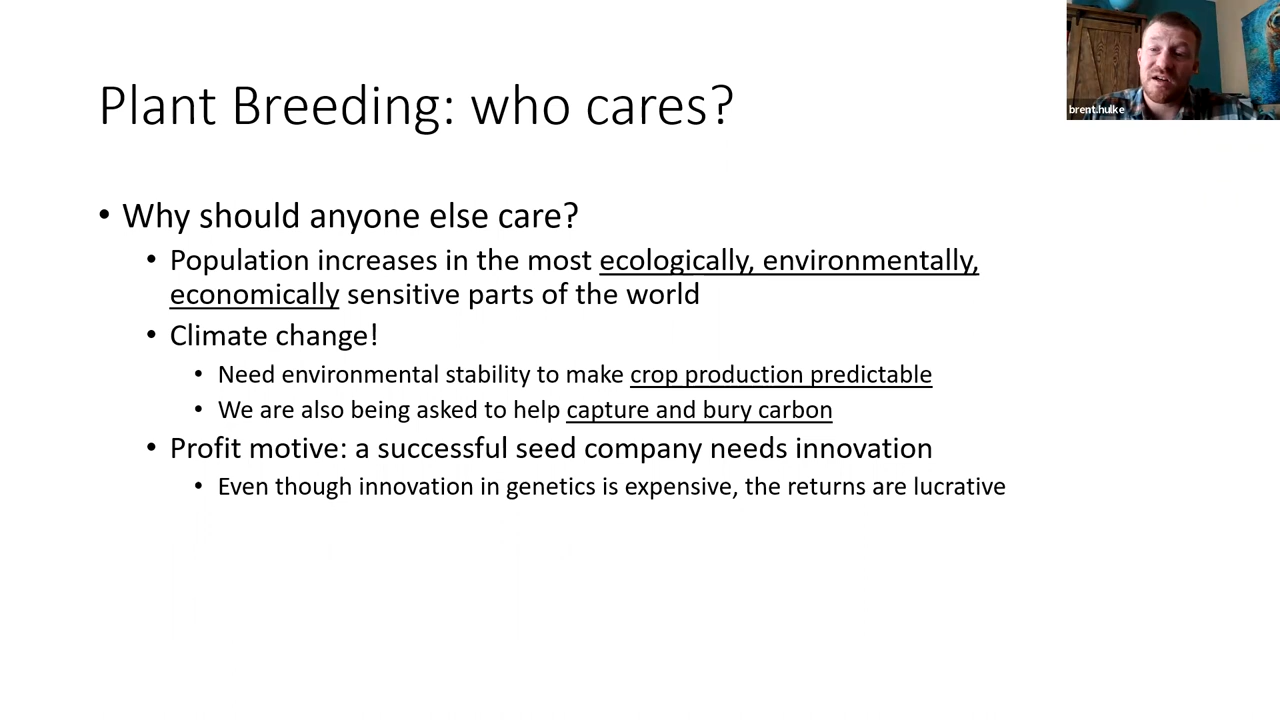 Plant Breeding: who cares?
brent.hulke
• Why should anyone else care?
• Population increases in the most ecologically, environmentally,
economically sensitive parts of the world
• Climate change!
• Need environmental stability to make crop production predictable
• We are also being asked to help capture and bury carbon
• Profit motive: a successful seed company needs innovation
• Even though innovation in genetics is expensive, the returns are lucrative